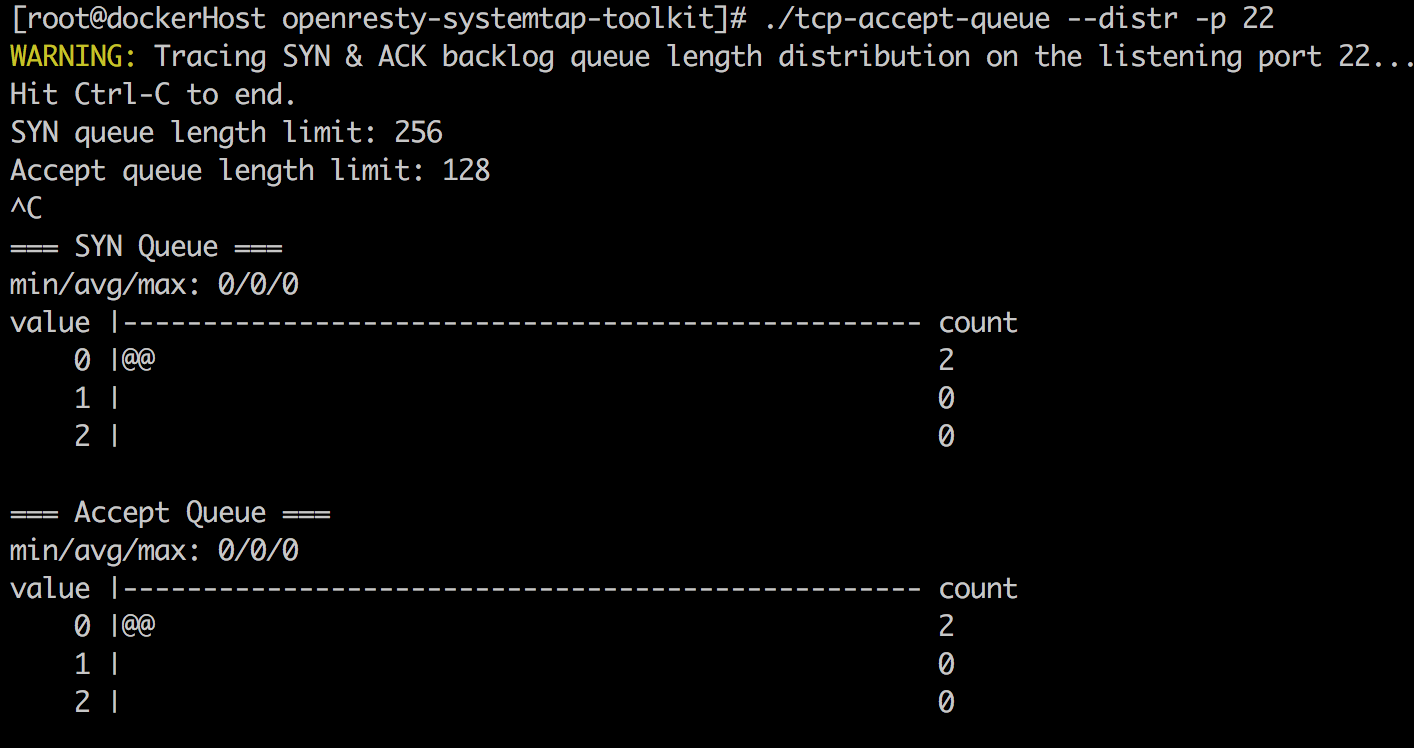 [root@dockerHost openresty-systemtap-toolkit]# ./tcp-accept-queue --distr -p 22
WARNING: Tracing SYN & ACK backlog queue length distribution on the listening port 22...
Hit Ctrl-C to end.
SYN queue length limit: 256
Accept queue length limit: 128
^C
=== SYN Queue ===
min/avg/max: 0/0/0
value |-------------------------------------------------- count
    0 |@@                                                 2
    1 |                                                   0
    2 |                                                   0

=== Accept Queue ===
min/avg/max: 0/0/0
value |-------------------------------------------------- count
    0 |@@                                                 2
    1 |                                                   0
    2 |                                                   0